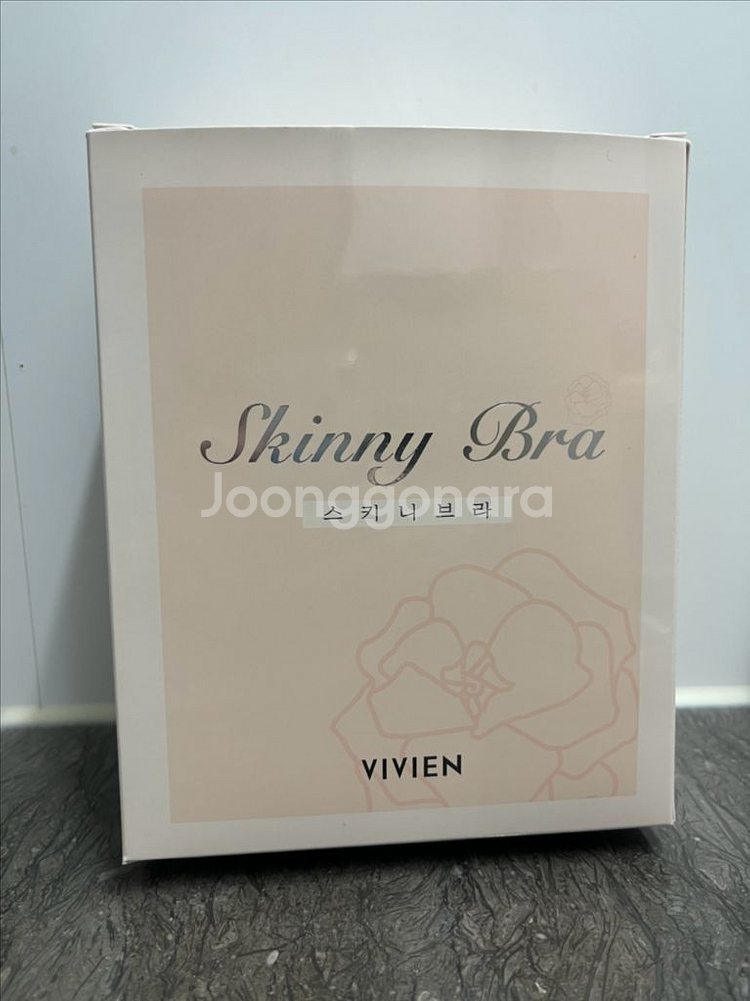 Skinny Bra
Joonggonara
스키니브라
VIVIEN